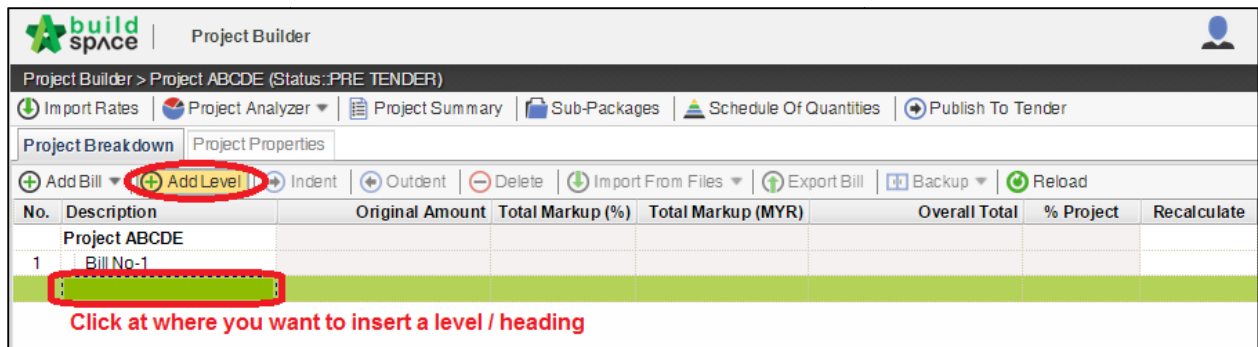 build space Project Builder
Project Builder > Project ABCDE (Status::PRE TENDER)
Import Rates Project Analyzer Project Summary Sub-Packages Schedule Of Quantities Publish To Tender
Project Breakdown Project Properties
Add Bill Add Level Indent Outdent Delete Import From Files Export Bill Backup Reload
No. Description Original Amount Total Markup (%) Total Markup (MYR) Overall Total % Project Recalculate
Project ABCDE
1 Bill No-1
Click at where you want to insert a level / heading